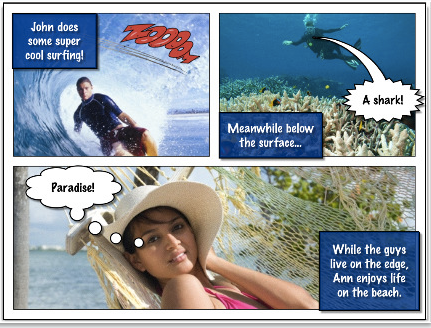 John does
some super
cool surfing!
ZOOOOM
A shark!
Meanwhile below
the surface...
Paradise!
While the guys
live on the edge,
Ann enjoys life
on the beach.